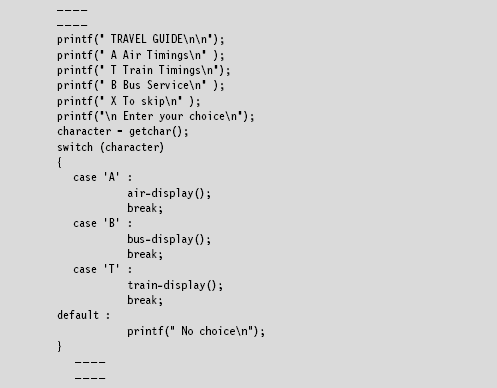 ----
----
printf(" TRAVEL GUIDE\n\n");
printf(" A Air Timings\n" );
printf(" T Train Timings\n");
printf(" B Bus Service\n" );
printf(" X To skip\n" );
printf("\n Enter your choice\n");
character = getchar();
switch (character)
{
case 'A' :
air-display();
break;
case 'B' :
bus-display();
break;
case 'T' :
train-display();
break;
default :
printf(" No choice\n");
}
----
----